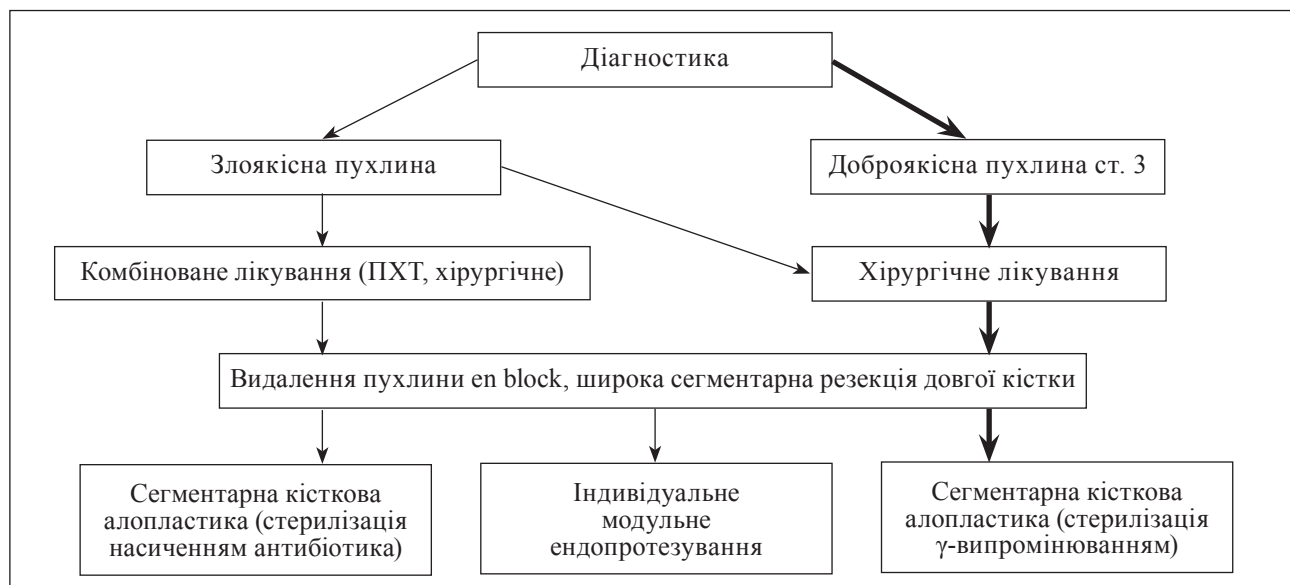 Діагностика
Злоякісна пухлина
Доброякісна пухлина ст. 3
Комбіноване лікування (ПХТ, хірургічне)
Хірургічне лікування
Видалення пухлини en block, широка сегментарна резекція довгої кістки
Сегментарна кісткова
алопластика (стерилізація
насиченням антибіотика)
Індивідуальне
модульне
ендопротезування
Сегментарна кісткова
алопластика (стерилізація
γ-випромінюванням)